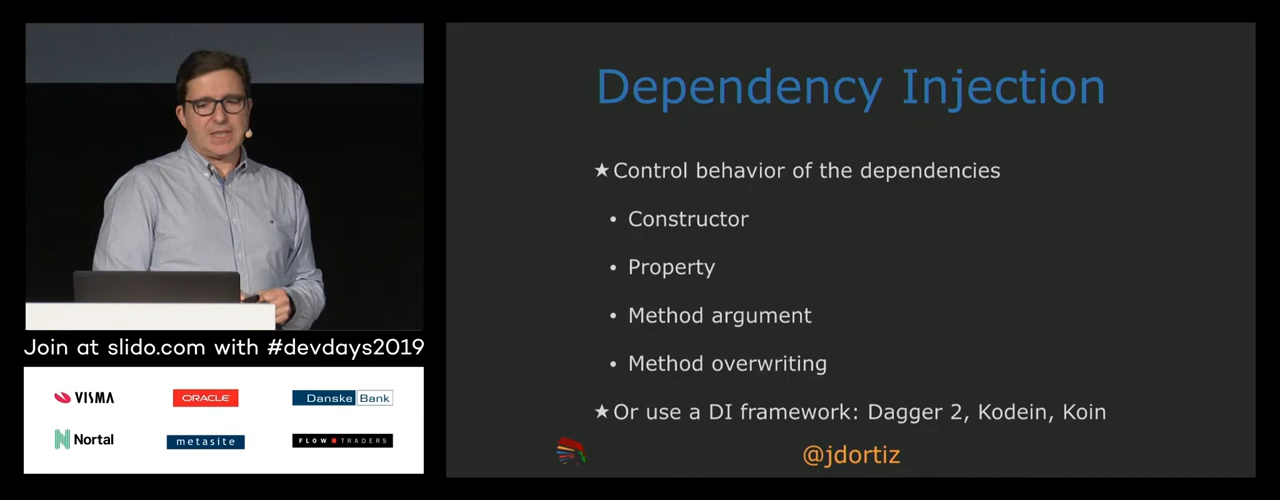 Dependency Injection
★Control behavior of the dependencies
• Constructor
• Property
• Method argument
• Method overwriting
★Or use a DI framework: Dagger 2, Kodein, Koin
@jdortiz
Join at slido.com with #devdays2019
VISMA
ORACLE
Danske Bank
Nortal
metasite
FLOW TRADERS